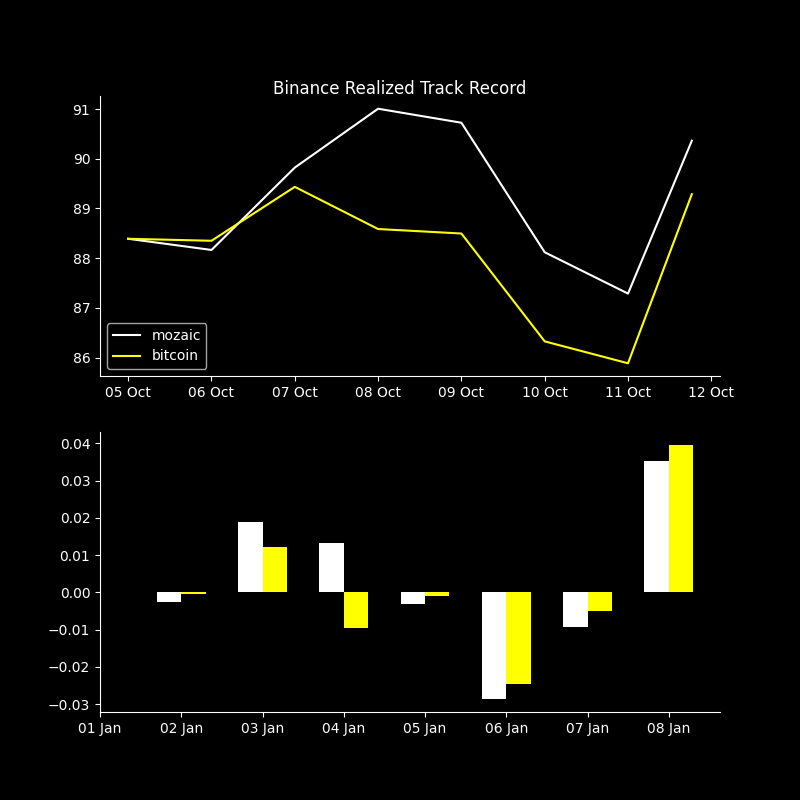 Binance Realized Track Record
91
90
89
88
87
86
mozaic
bitcoin
05 Oct 06 Oct 07 Oct 08 Oct 09 Oct 10 Oct 11 Oct 12 Oct
0.04
0.03
0.02
0.01
0.00
−0.01
−0.02
−0.03
01 Jan 02 Jan 03 Jan 04 Jan 05 Jan 06 Jan 07 Jan 08 Jan